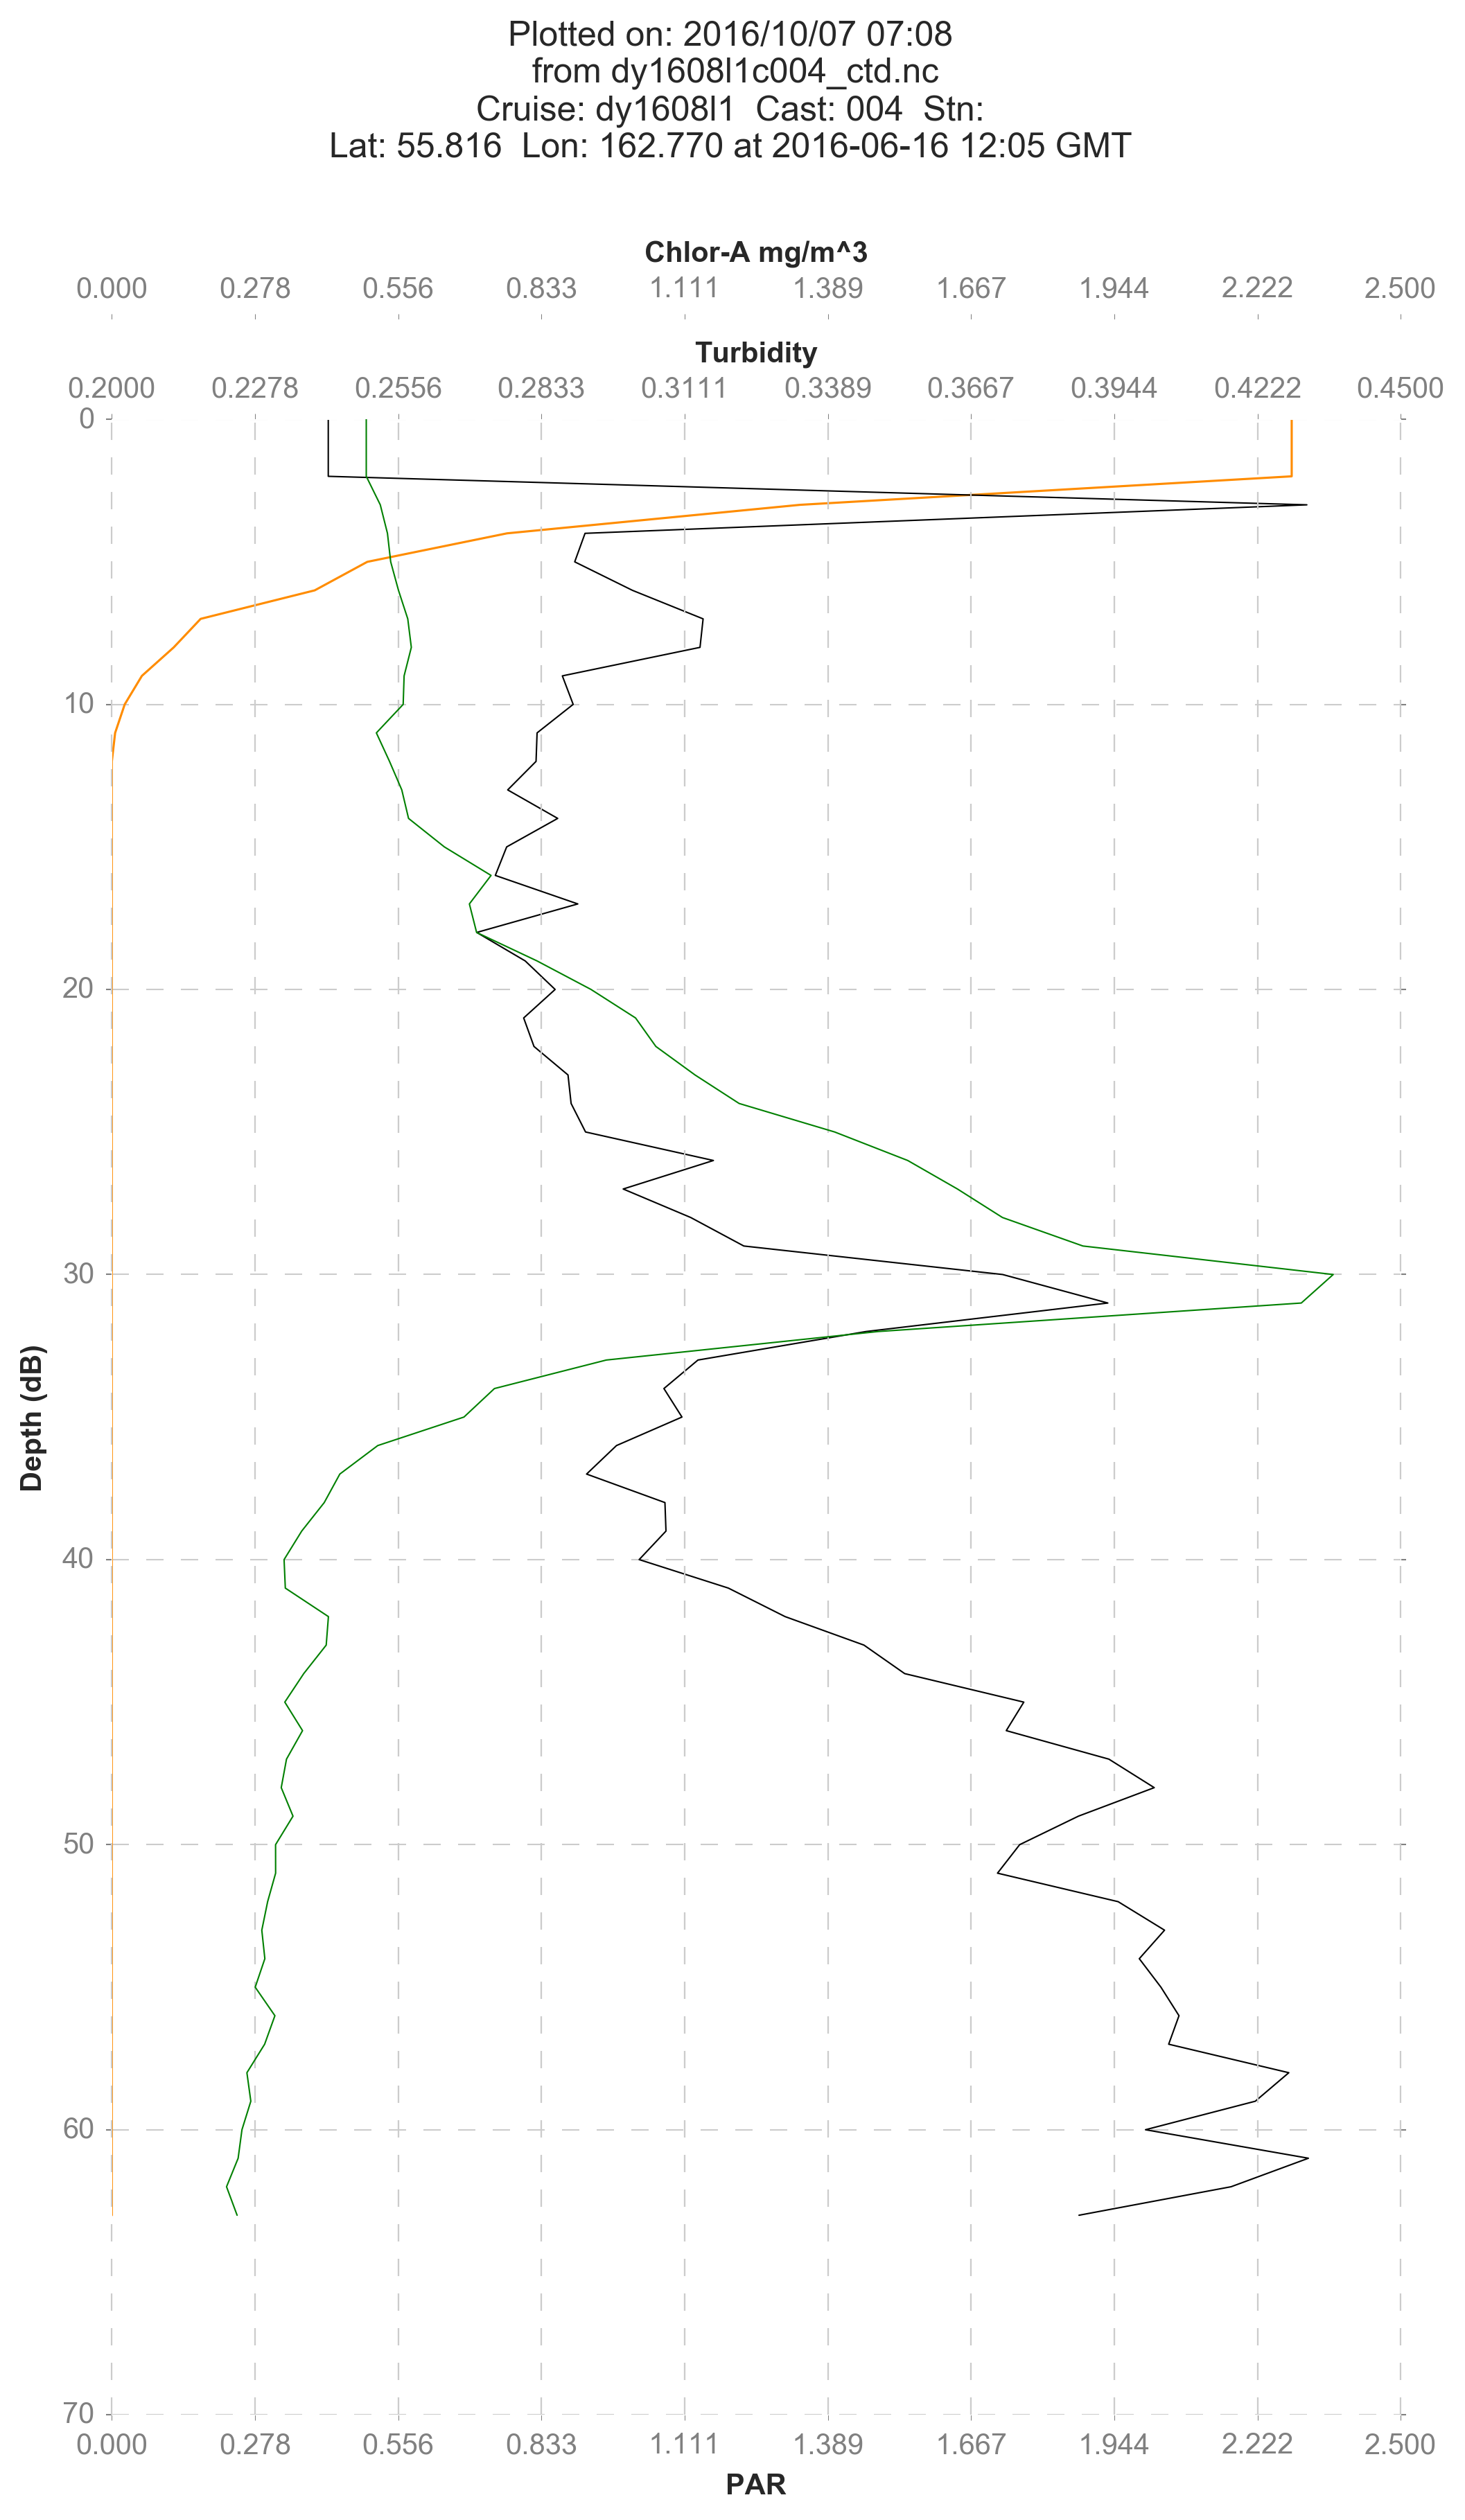 Plotted on: 2016/10/07 07:08
from dy1608l1c004_ctd.nc
Cruise: dy1608l1  Cast: 004  Stn:
Lat: 55.816  Lon: 162.770 at 2016-06-16 12:05 GMT
Chlor-A mg/m^3
0.000 0.278 0.556 0.833 1.111 1.389 1.667 1.944 2.222 2.500
Turbidity
0.2000 0.2278 0.2556 0.2833 0.3111 0.3389 0.3667 0.3944 0.4222 0.4500
0
10
20
30
Depth (dB)
40
50
60
70
0.000 0.278 0.556 0.833 1.111 1.389 1.667 1.944 2.222 2.500
PAR